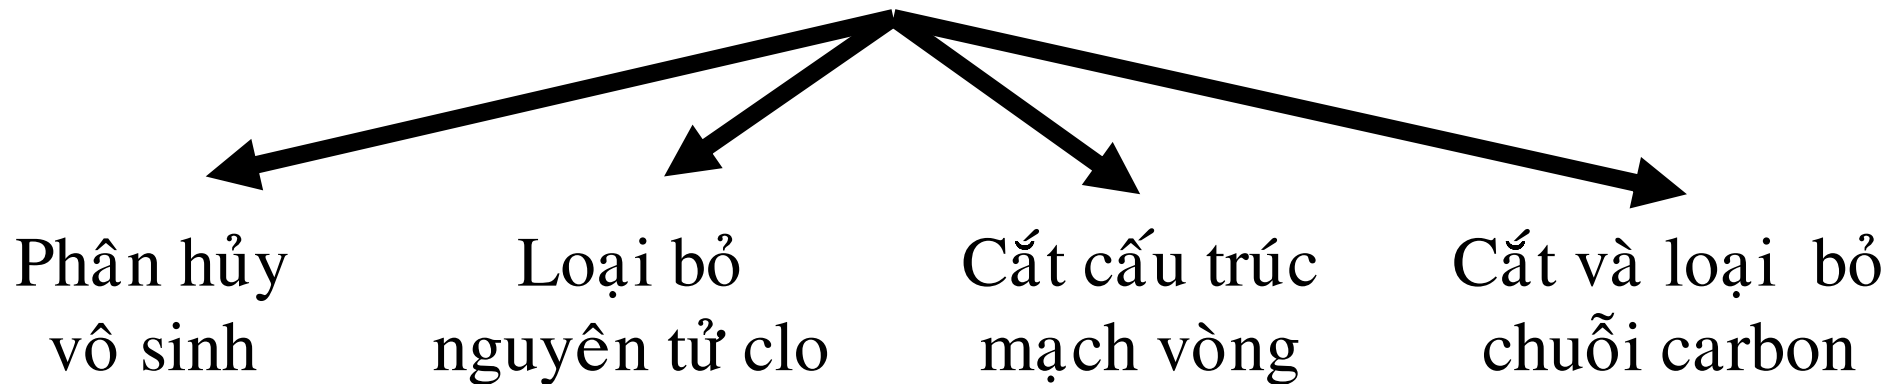 Phân hủy
vô sinh
Loại bỏ
nguyên tử clo
Cắt cấu trúc
mạch vòng
Cắt và loại bỏ
chuỗi carbon